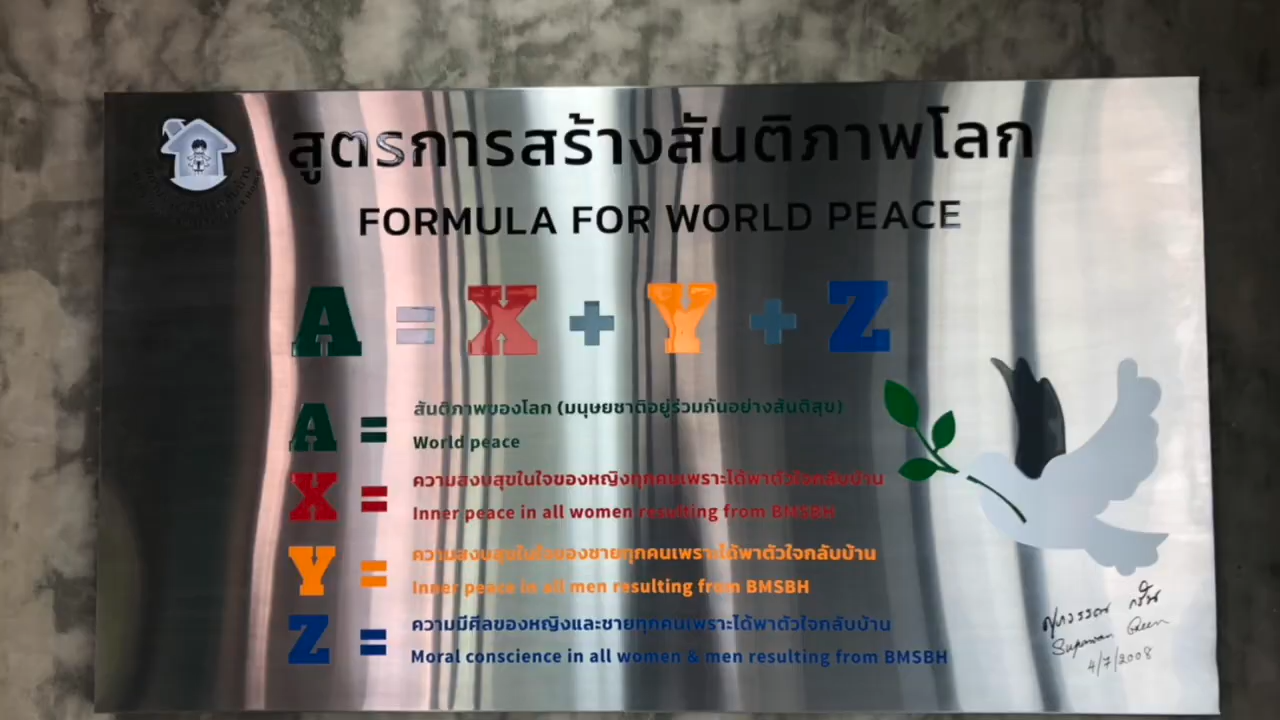 สูตรการสร้างสันติภาพโลก
FORMULA FOR WORLD PEACE
A = X + Y + Z
A = สันติภาพของโลก (มนุษยชาติอยู่ร่วมกันอย่างสันติสุข)
World peace
X = ความสงบสุขในใจของหญิงทุกคนเพราะได้พาตัวใจกลับบ้าน
Inner peace in all women resulting from BMSBH
Y = ความสงบสุขในใจของชายทุกคนเพราะได้พาตัวใจกลับบ้าน
Inner peace in all men resulting from BMSBH
Z = ความมีศีลของหญิงและชายทุกคนเพราะได้พาตัวใจกลับบ้าน
Moral conscience in all women & men resulting from BMSBH
ศุภวรรณ กรีน
Supawan Green
4/7/2008